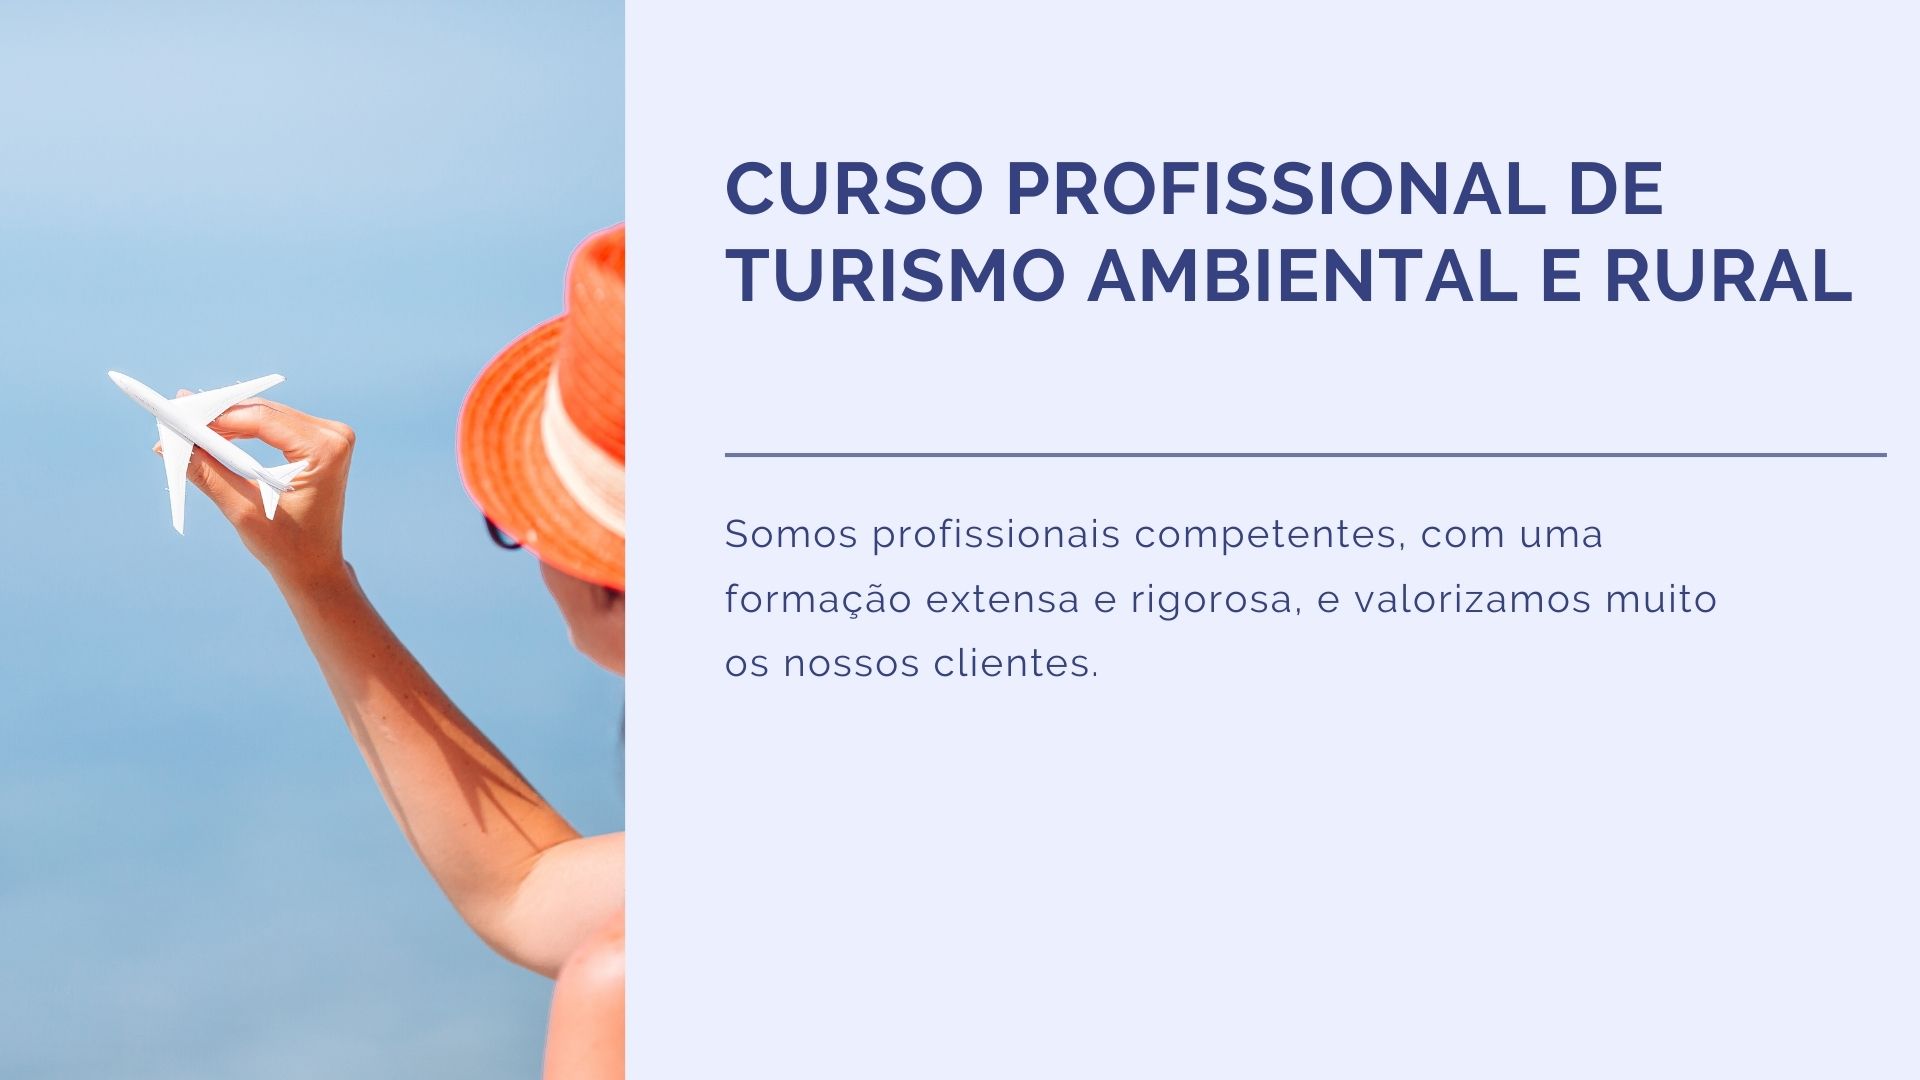 CURSO PROFISSIONAL DE
TURISMO AMBIENTAL E RURAL
Somos profissionais competentes, com uma
formação extensa e rigorosa, e valorizamos muito
os nossos clientes.